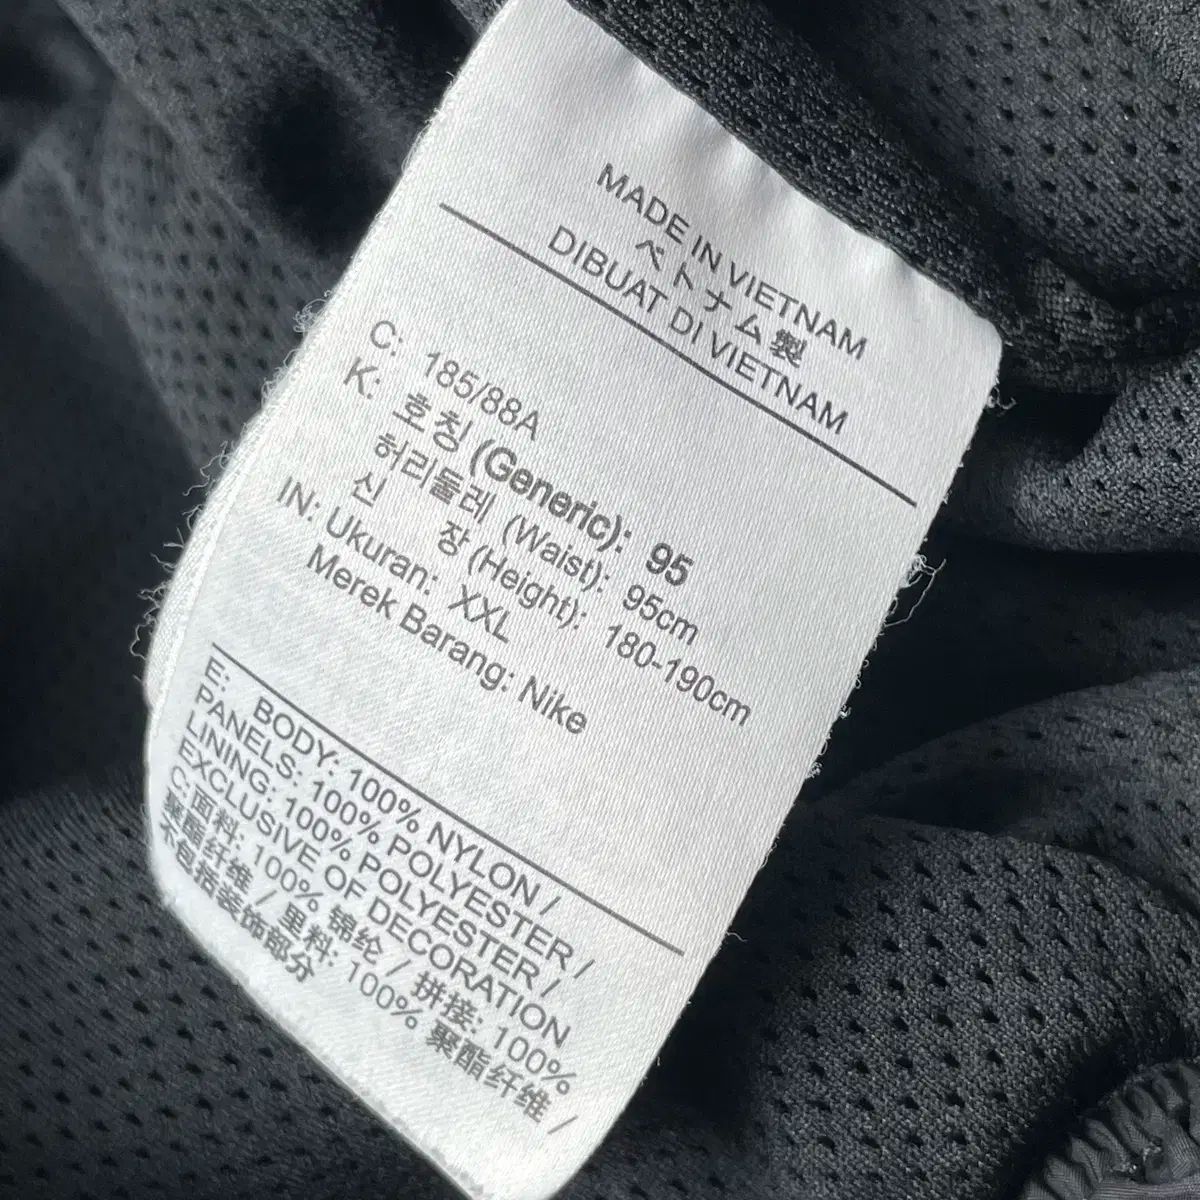 MADE IN VIETNAM
ベトナム製
DIBUAT DI VIETNAM
C: 185/88A
K: 호칭 (Generic): 95
허리둘레 (Waist): 95cm
신 장 (Height): 180-190cm
IN: Ukuran: XXL
Merek Barang: Nike
E: BODY: 100% NYLON /
PANELS: 100% POLYESTER /
LINING: 100% POLYESTER /
EXCLUSIVE OF DECORATION
C: 面料: 100% 锦纶 / 拼接: 100%
聚酯纤维 / 里料: 100% 聚酯纤维 /
不包括装饰部分